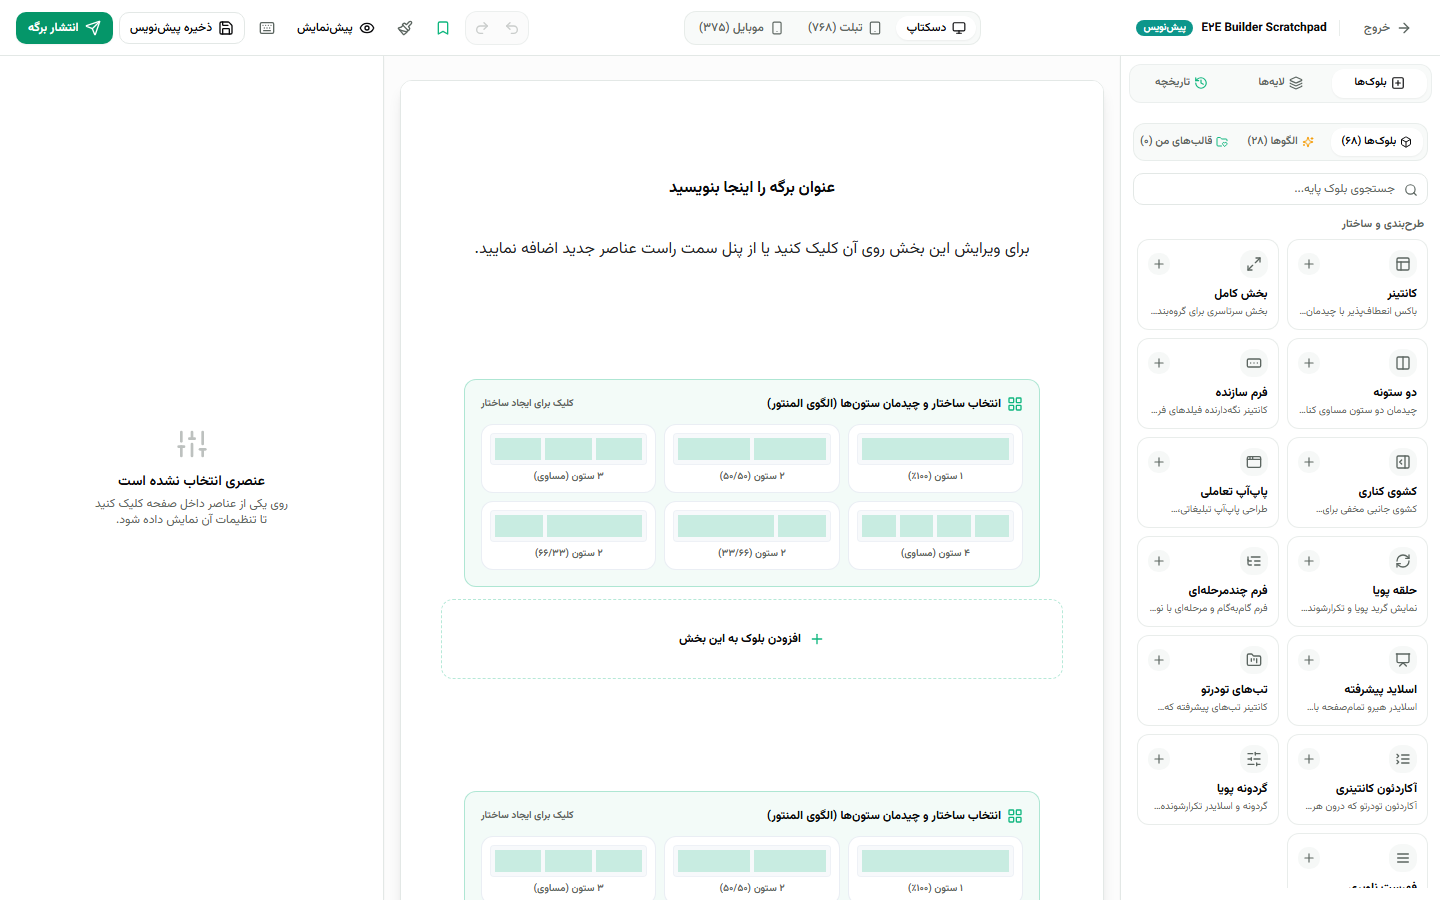 خروج
E2E Builder Scratchpad
پیش‌نویس
دسکتاپ
تبلت (۷۶۸)
موبایل (۳۷۵)
پیش‌نمایش
ذخیره پیش‌نویس
انتشار برگه
بلوک‌ها
لایه‌ها
تاریخچه
بلوک‌ها (۶۸)
الگوها (۲۸)
قالب‌های من (۰)
جستجوی بلوک پایه...
طرح‌بندی و ساختار
کانتینر
باکس انعطاف‌پذیر با چیدمان...
بخش کامل
بخش سرتاسری برای گروه‌بند...
دو ستونه
چیدمان دو ستون مساوی کنا...
فرم سازنده
کانتینر نگه‌دارنده فیلدهای فر...
کشوی کناری
کشوی جانبی مخفی برای...
پاپ‌آپ تعاملی
طراحی پاپ‌آپ تبلیغاتی،...
حلقه پویا
نمایش گرید پویا و تکرارشوند...
فرم چندمرحله‌ای
فرم گام‌به‌گام و مرحله‌ای با نو...
اسلاید پیشرفته
اسلایدر هیرو تمام‌صفحه با...
تب‌های تودرتو
کانتینر تب‌های پیشرفته که...
آکاردئون کانتینری
آکاردئون تودرتو که درون هر...
گردونه پویا
گردونه و اسلایدر تکرارشونده...
عنوان برگه را اینجا بنویسید
برای ویرایش این بخش روی آن کلیک کنید یا از پنل سمت راست عناصر جدید اضافه نمایید.
انتخاب ساختار و چیدمان ستون‌ها (الگوی المنتور)
کلیک برای ایجاد ساختار
۱ ستون (۱۰۰٪)
۲ ستون (۵۰/۵۰)
۳ ستون (مساوی)
۴ ستون (مساوی)
۲ ستون (۳۳/۶۶)
۲ ستون (۶۶/۳۳)
افزودن بلوک به این بخش
انتخاب ساختار و چیدمان ستون‌ها (الگوی المنتور)
کلیک برای ایجاد ساختار
۱ ستون (۱۰۰٪)
۲ ستون (۵۰/۵۰)
۳ ستون (مساوی)
عنصری انتخاب نشده است
روی یکی از عناصر داخل صفحه کلیک کنید
تا تنظیمات آن نمایش داده شود.